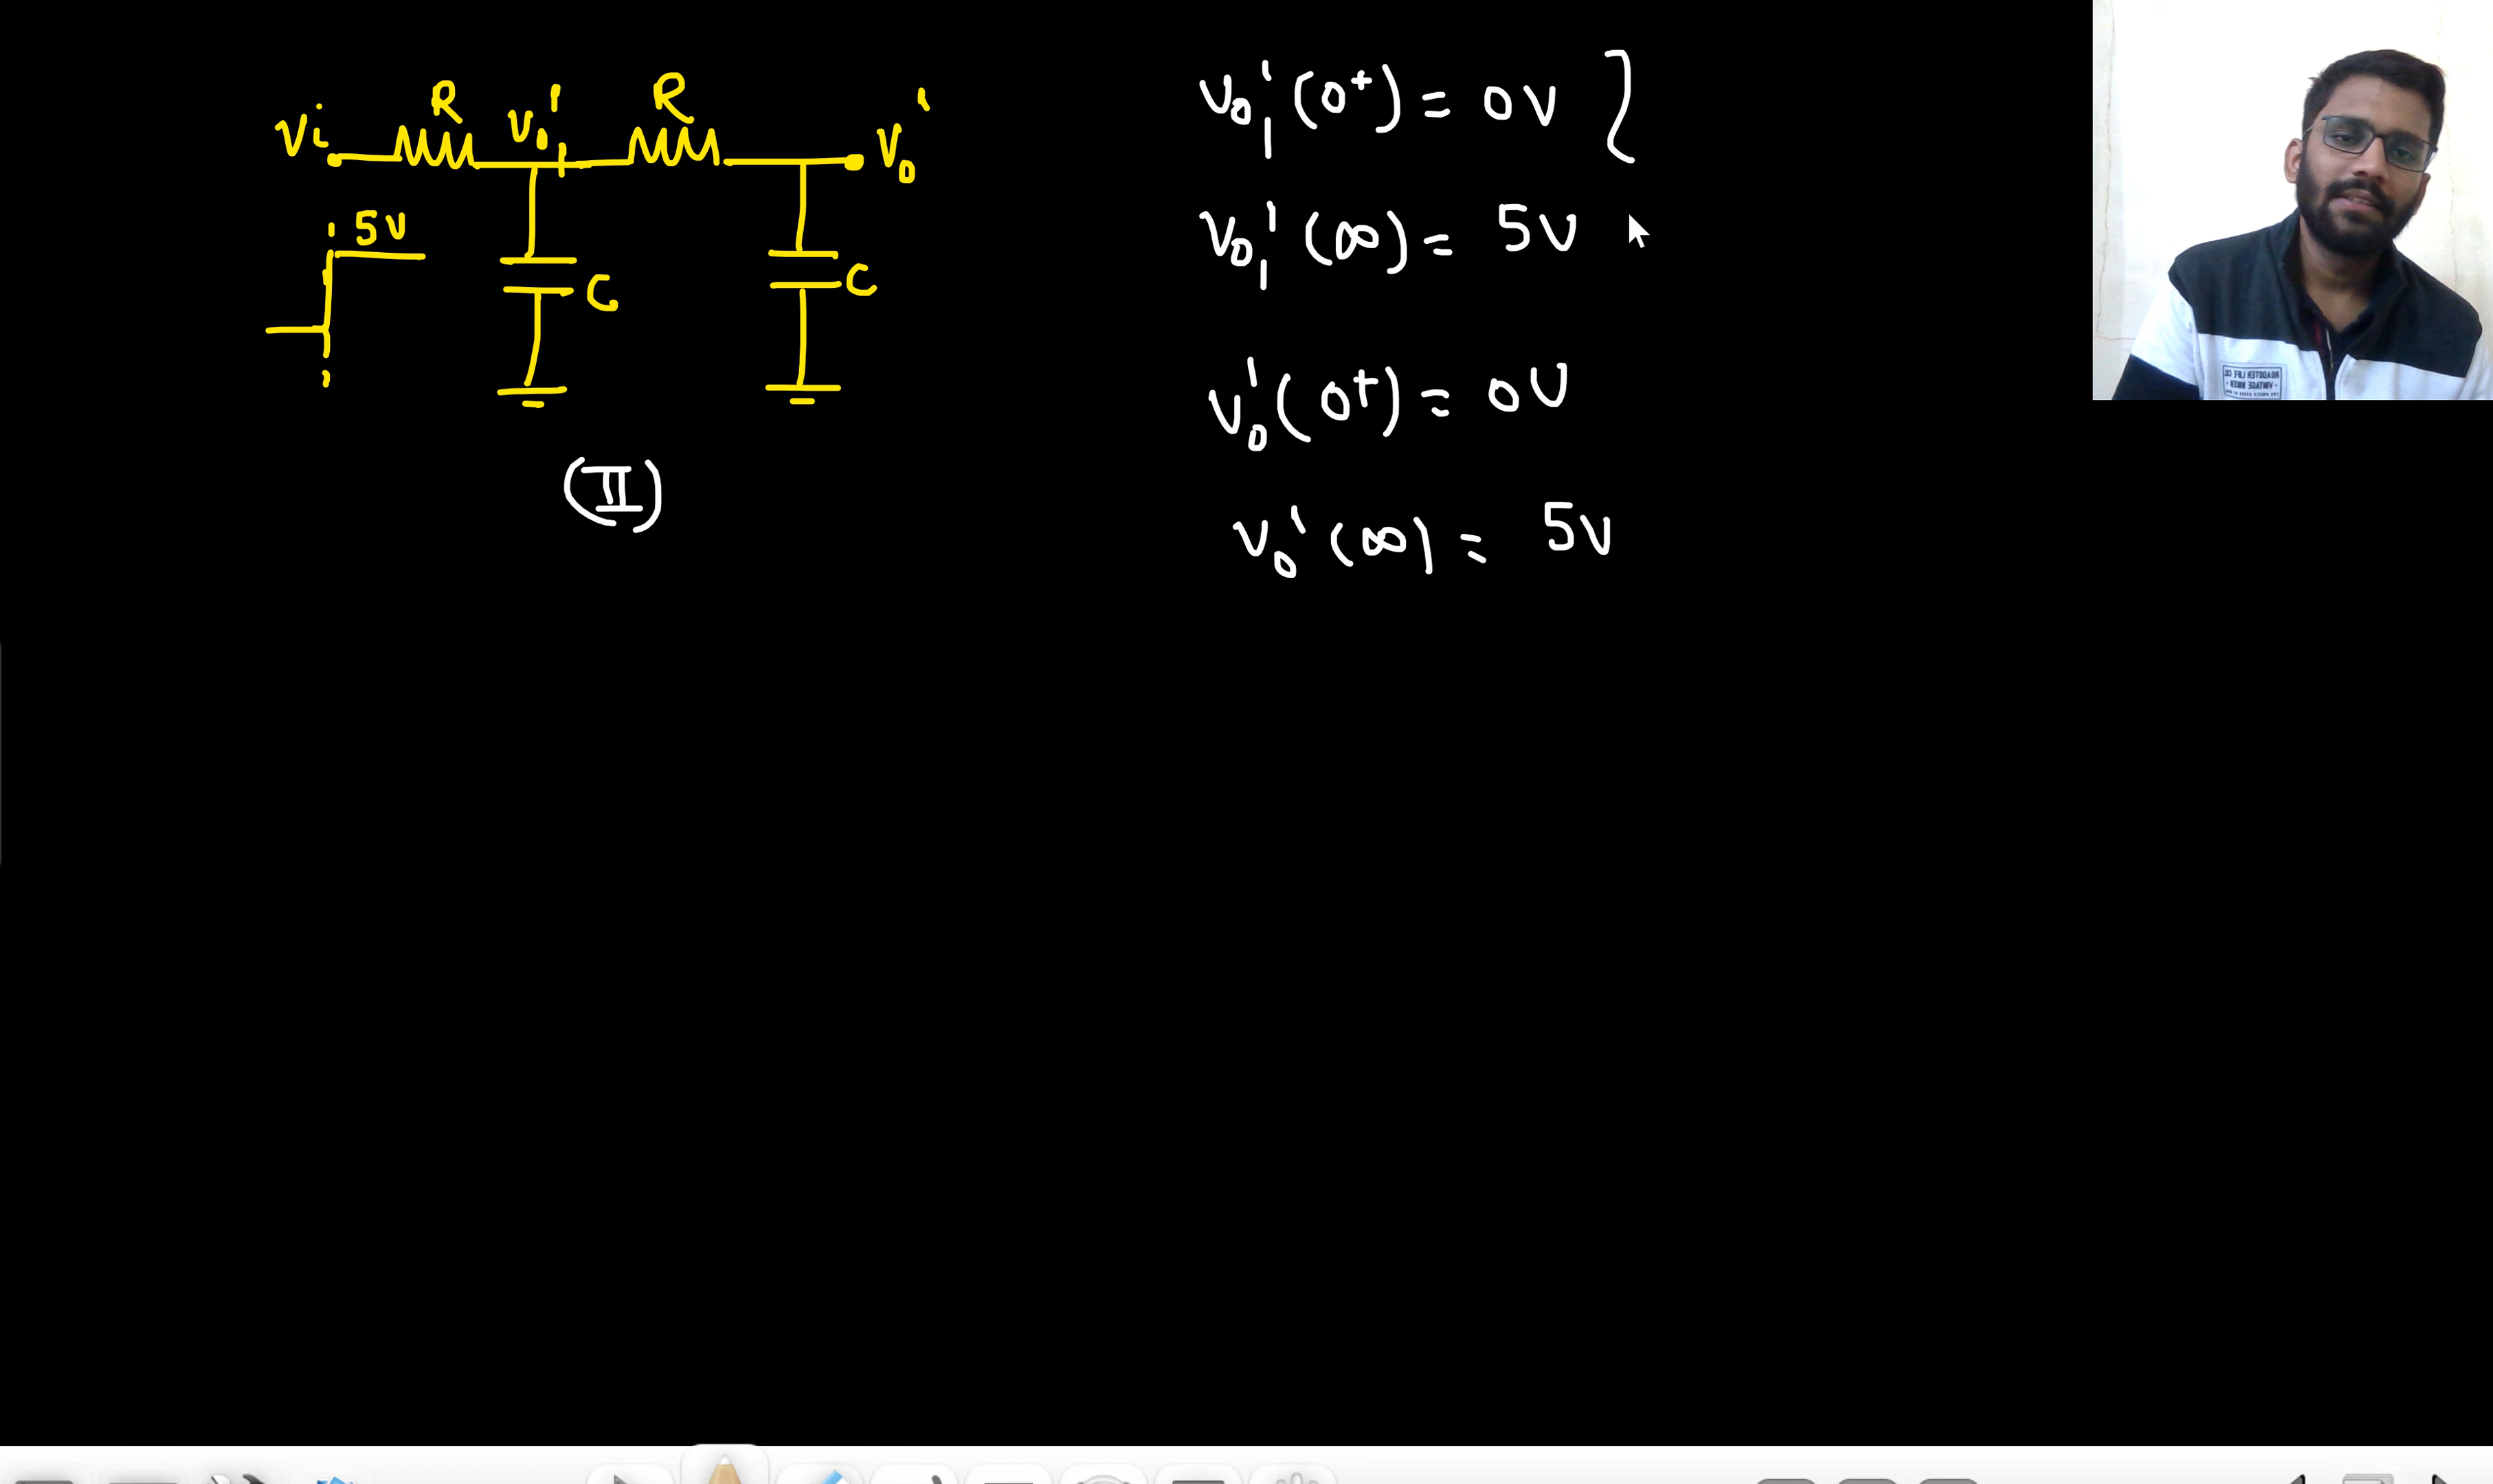 Vi R V₀₁' R V₀'
5V
C C
(II)
V₀₁'(0⁺) = 0V }
V₀₁'(∞) = 5V
V₀'(0⁺) = 0V
V₀'(∞) = 5V